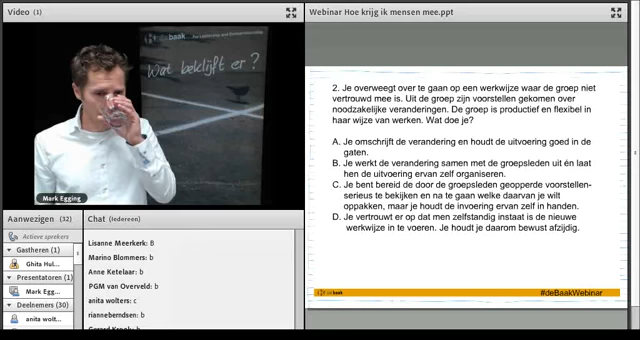 Video (1)
Webinar Hoe krijg ik mensen mee.ppt
de baak
Wat beklijft er?
Mark Egging
Aanwezigen (32)
Actieve sprekers
Gastheren (1)
Ghita Hul...
Presentatoren (1)
Mark Egg...
Deelnemers (30)
anita wolt...
Chat (Iedereen)
Lisanne Meerkerk: B
Marino Blommers: b
Anne Ketelaar: b
PGM van Overveld: b
anita wolters: c
rianneberndsen: b
2. Je overweegt over te gaan op een werkwijze waar de groep niet
vertrouwd mee is. Uit de groep zijn voorstellen gekomen over
noodzakelijke veranderingen. De groep is productief en flexibel in
haar wijze van werken. Wat doe je?
A. Je omschrijft de verandering en houdt de uitvoering goed in de
gaten.
B. Je werkt de verandering samen met de groepsleden uit én laat
hen de uitvoering ervan zelf organiseren.
C. Je bent bereid de door de groepsleden geopperde voorstellen-
serieus te bekijken en na te gaan welke daarvan je wilt
oppakken, maar je houdt de invoering ervan zelf in handen.
D. Je vertrouwt er op dat men zelfstandig instaat is de nieuwe
werkwijze in te voeren. Je houdt je daarom bewust afzijdig.
baak
#deBaakWebinar